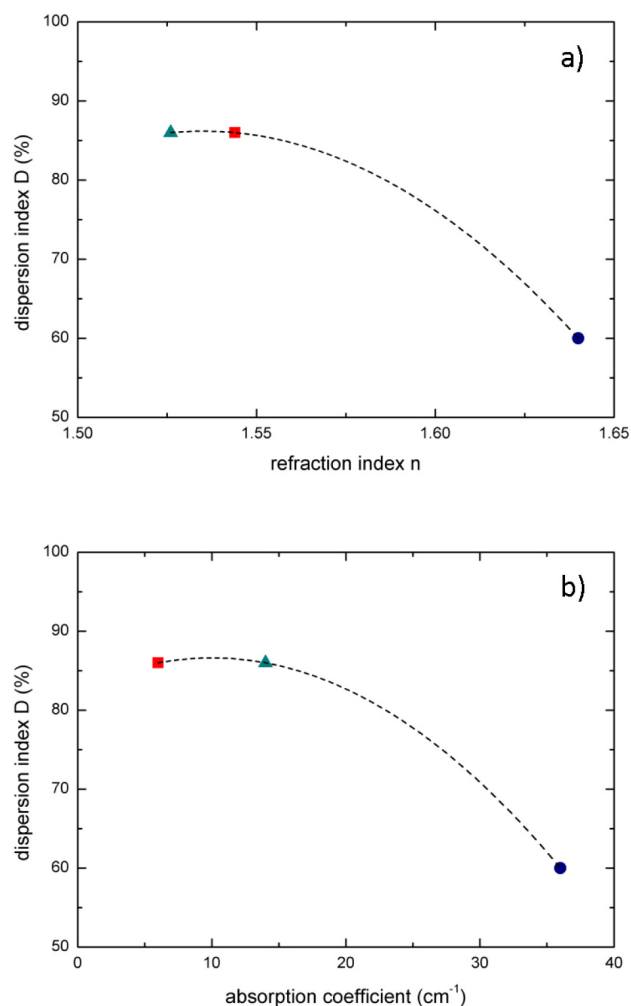 100
a)
90
80
70
60
50
dispersion index D (%)
1.50 1.55 1.60 1.65
refraction index n
100
b)
90
80
70
60
50
dispersion index D (%)
0 10 20 30 40
absorption coefficient (cm⁻¹)